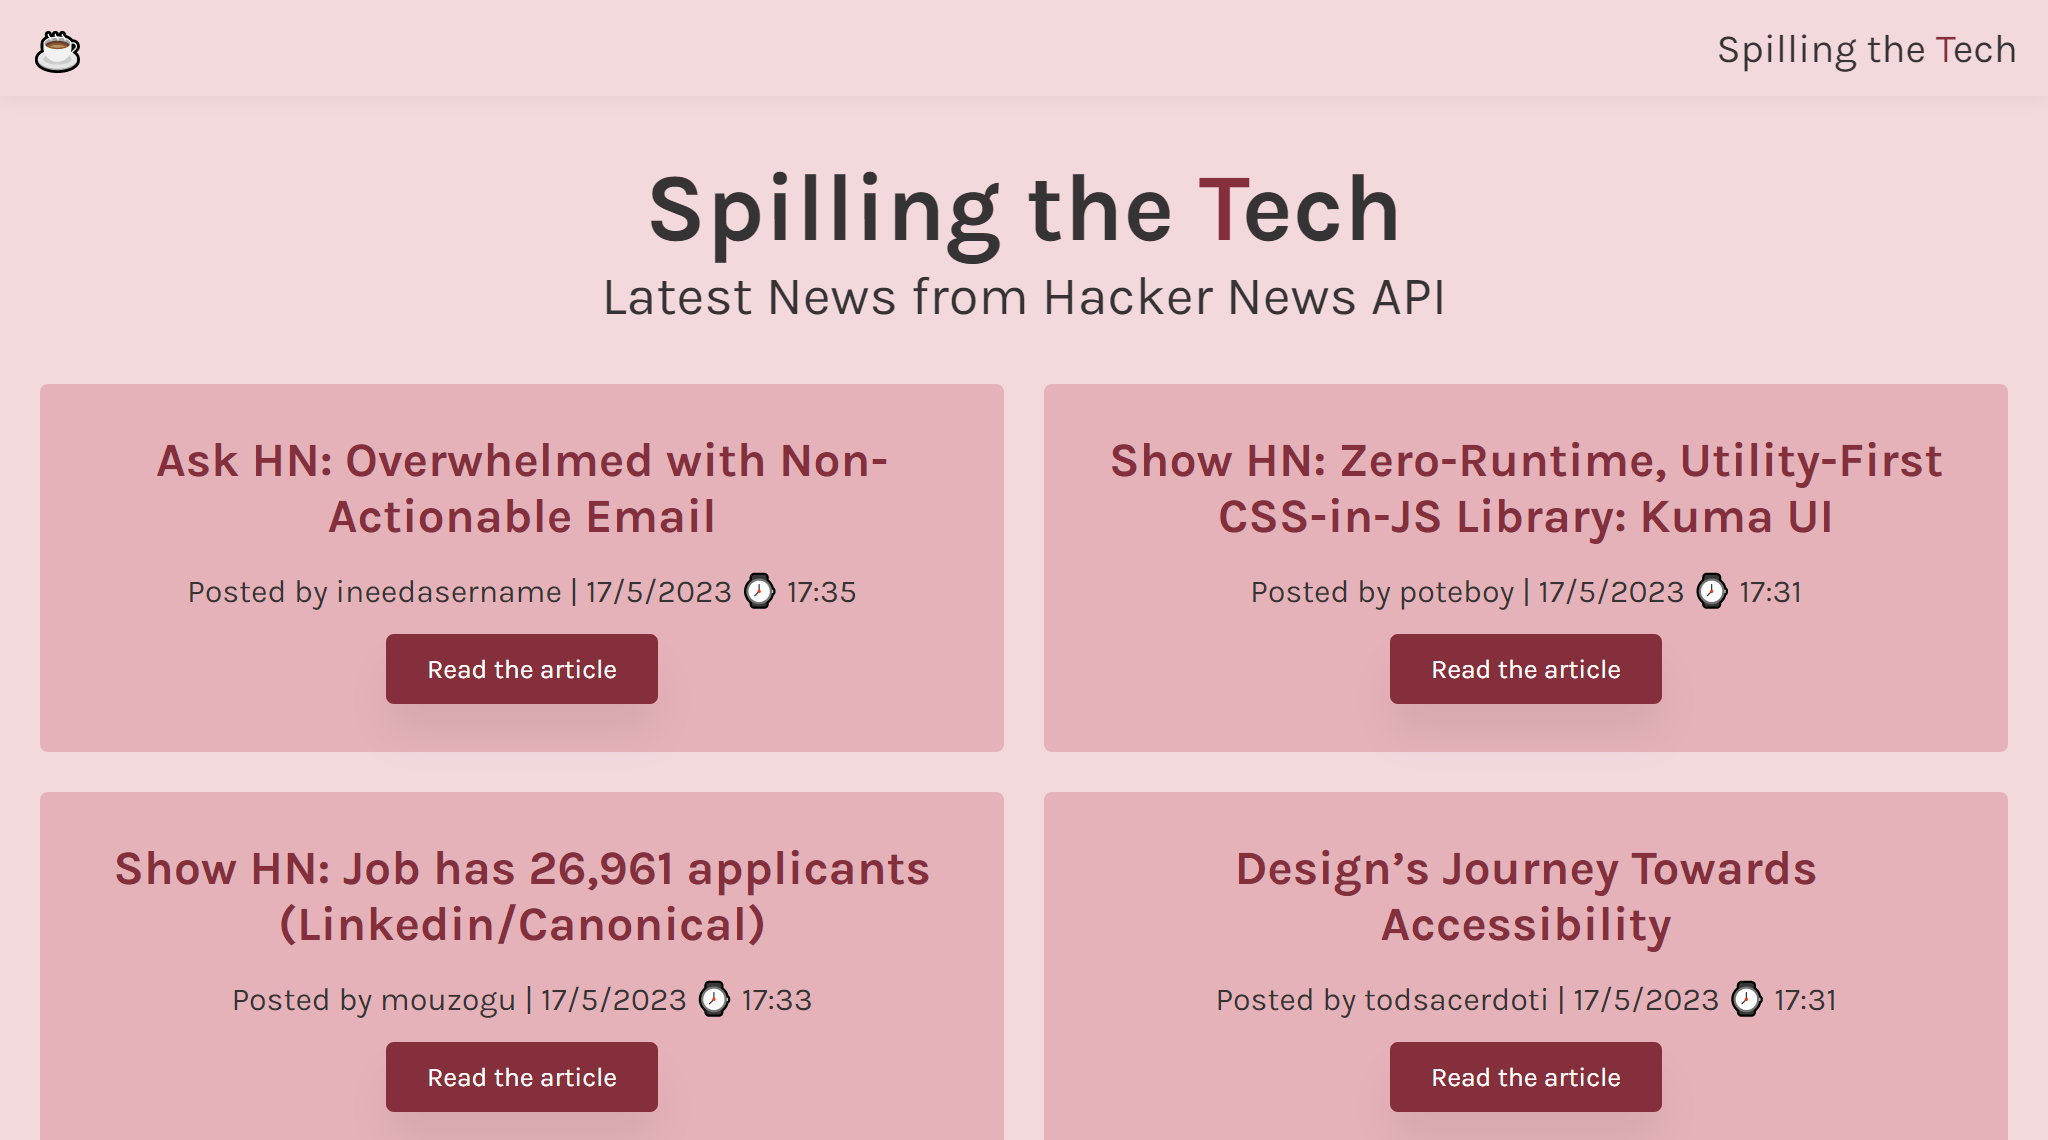 Spilling the Tech
Spilling the Tech
Latest News from Hacker News API
Ask HN: Overwhelmed with Non-
Actionable Email
Posted by ineedasername | 17/5/2023 ⌚ 17:35
Read the article
Show HN: Zero-Runtime, Utility-First
CSS-in-JS Library: Kuma UI
Posted by poteboy | 17/5/2023 ⌚ 17:31
Read the article
Show HN: Job has 26,961 applicants
(Linkedin/Canonical)
Posted by mouzogu | 17/5/2023 ⌚ 17:33
Read the article
Design’s Journey Towards
Accessibility
Posted by todsacerdoti | 17/5/2023 ⌚ 17:31
Read the article